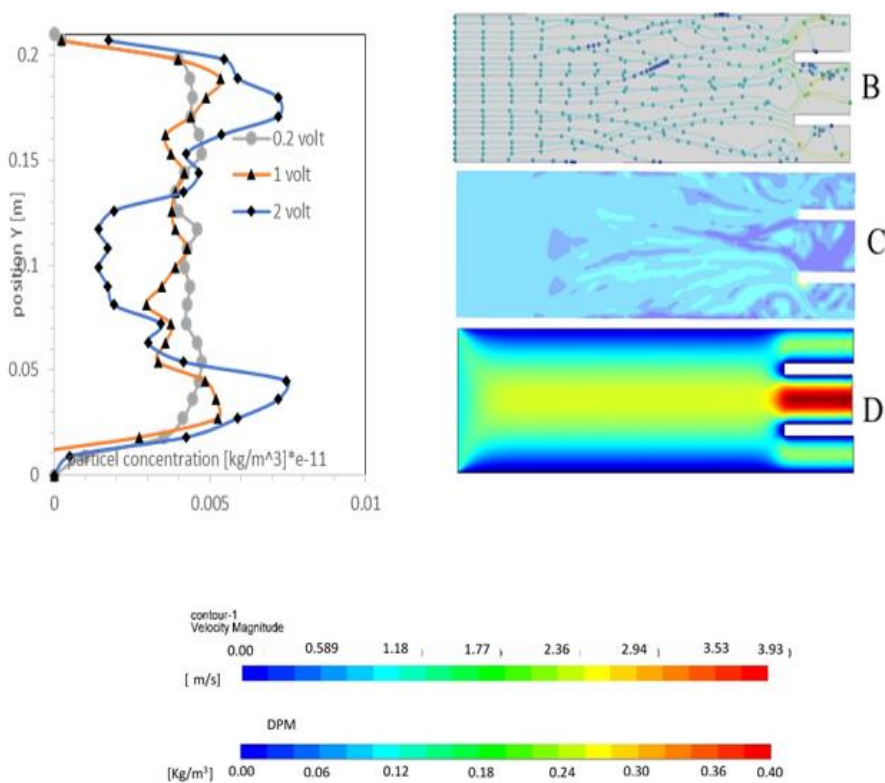 0.2
0.15
0.1
0.05
0
position Y [m]
0.2 volt
1 volt
2 volt
particel concentration [kg/m^3]*e-11
0
0.005
0.01
B
C
D
contour-1
Velocity Magnitude
0.00 0.589 1.18 ) 1.77 ) 2.36 2.94 3.53 3.93 )
[ m/s]
DPM
[Kg/m³] 0.00 0.06 0.12 0.18 0.24 0.30 0.36 0.40